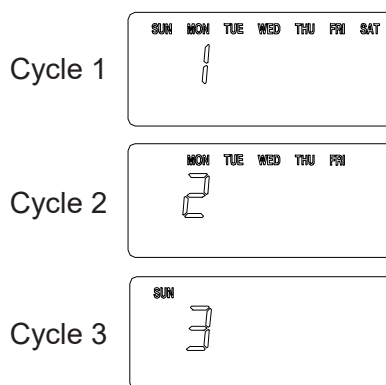 SUN MON TUE WED THU FRI SAT
Cycle 1
1
MON TUE WED THU FRI
Cycle 2
2
SUN
Cycle 3
3